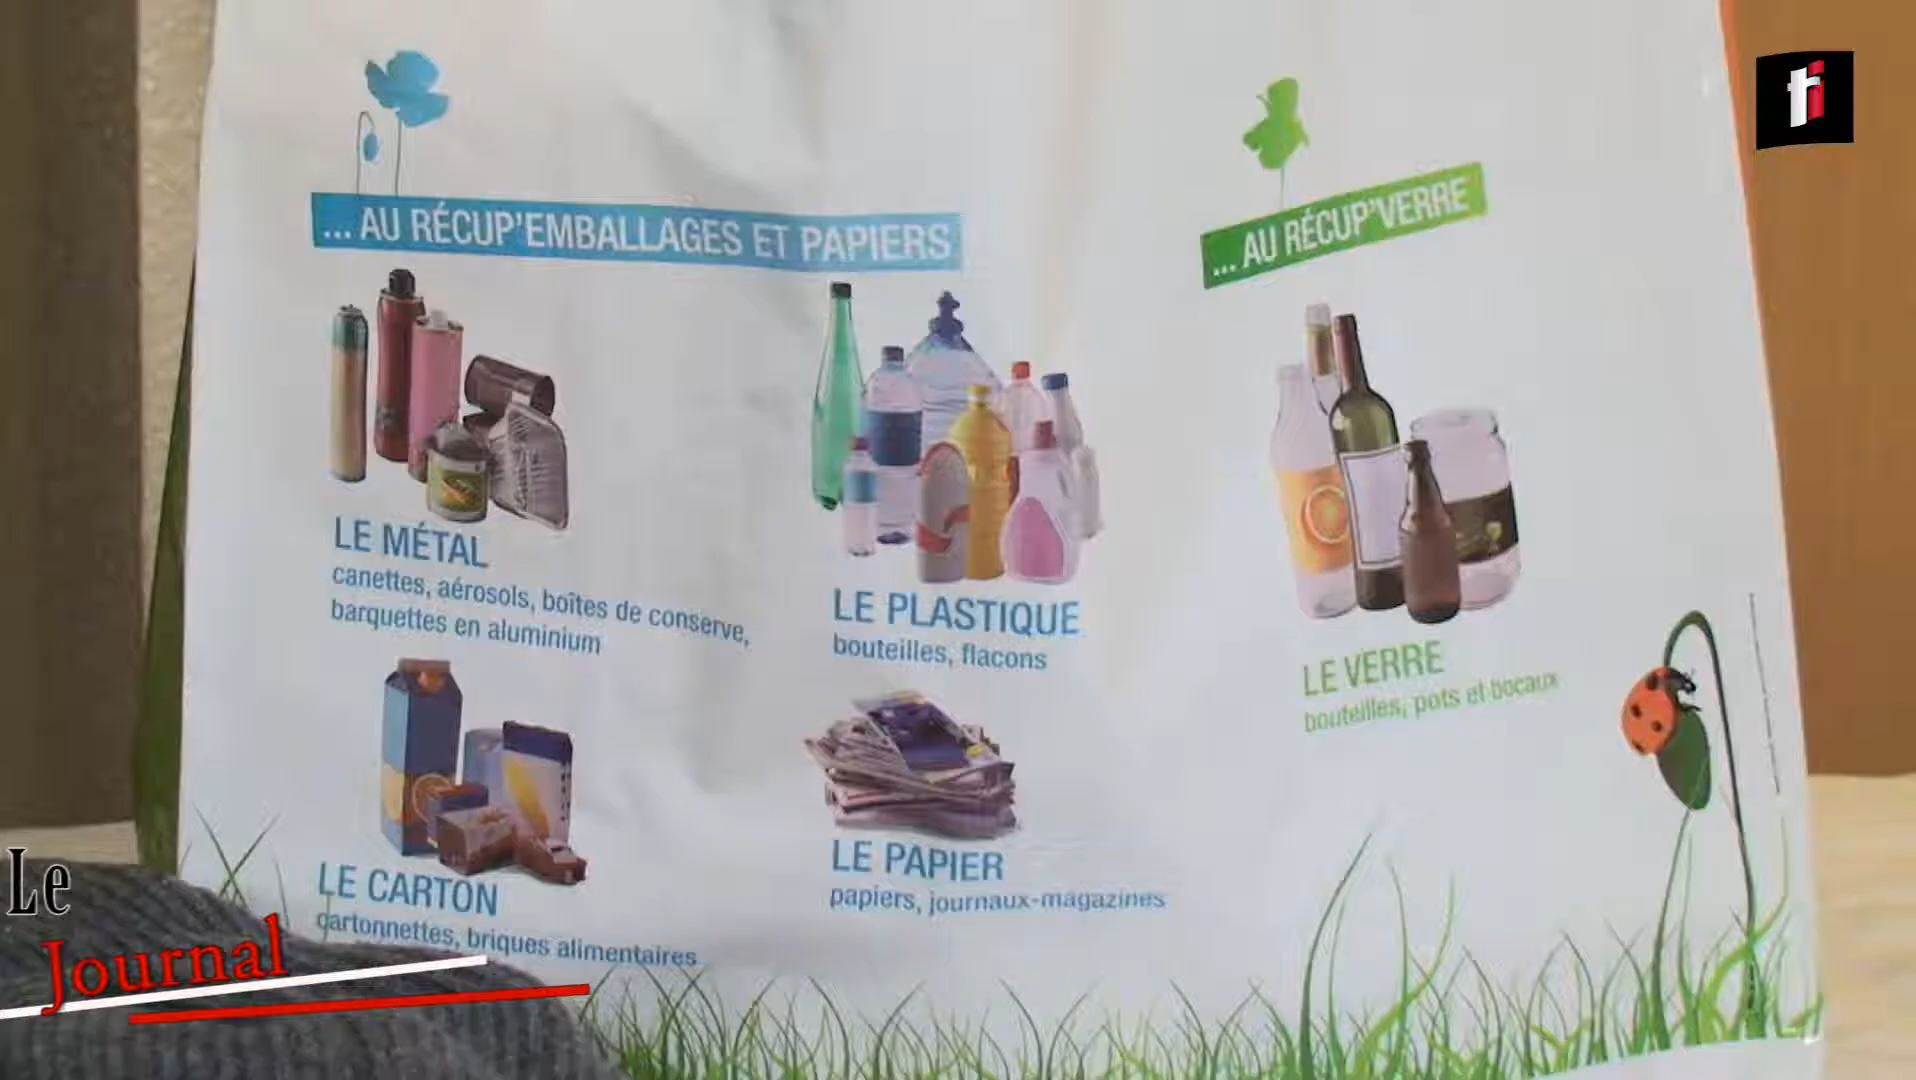 ... AU RÉCUP'EMBALLAGES ET PAPIERS
... AU RÉCUP'VERRE
LE MÉTAL
canettes, aérosols, boîtes de conserve,
barquettes en aluminium
LE PLASTIQUE
bouteilles, flacons
LE VERRE
bouteilles, pots et bocaux
LE CARTON
cartonnettes, briques alimentaires
LE PAPIER
papiers, journaux-magazines
Le
Journal